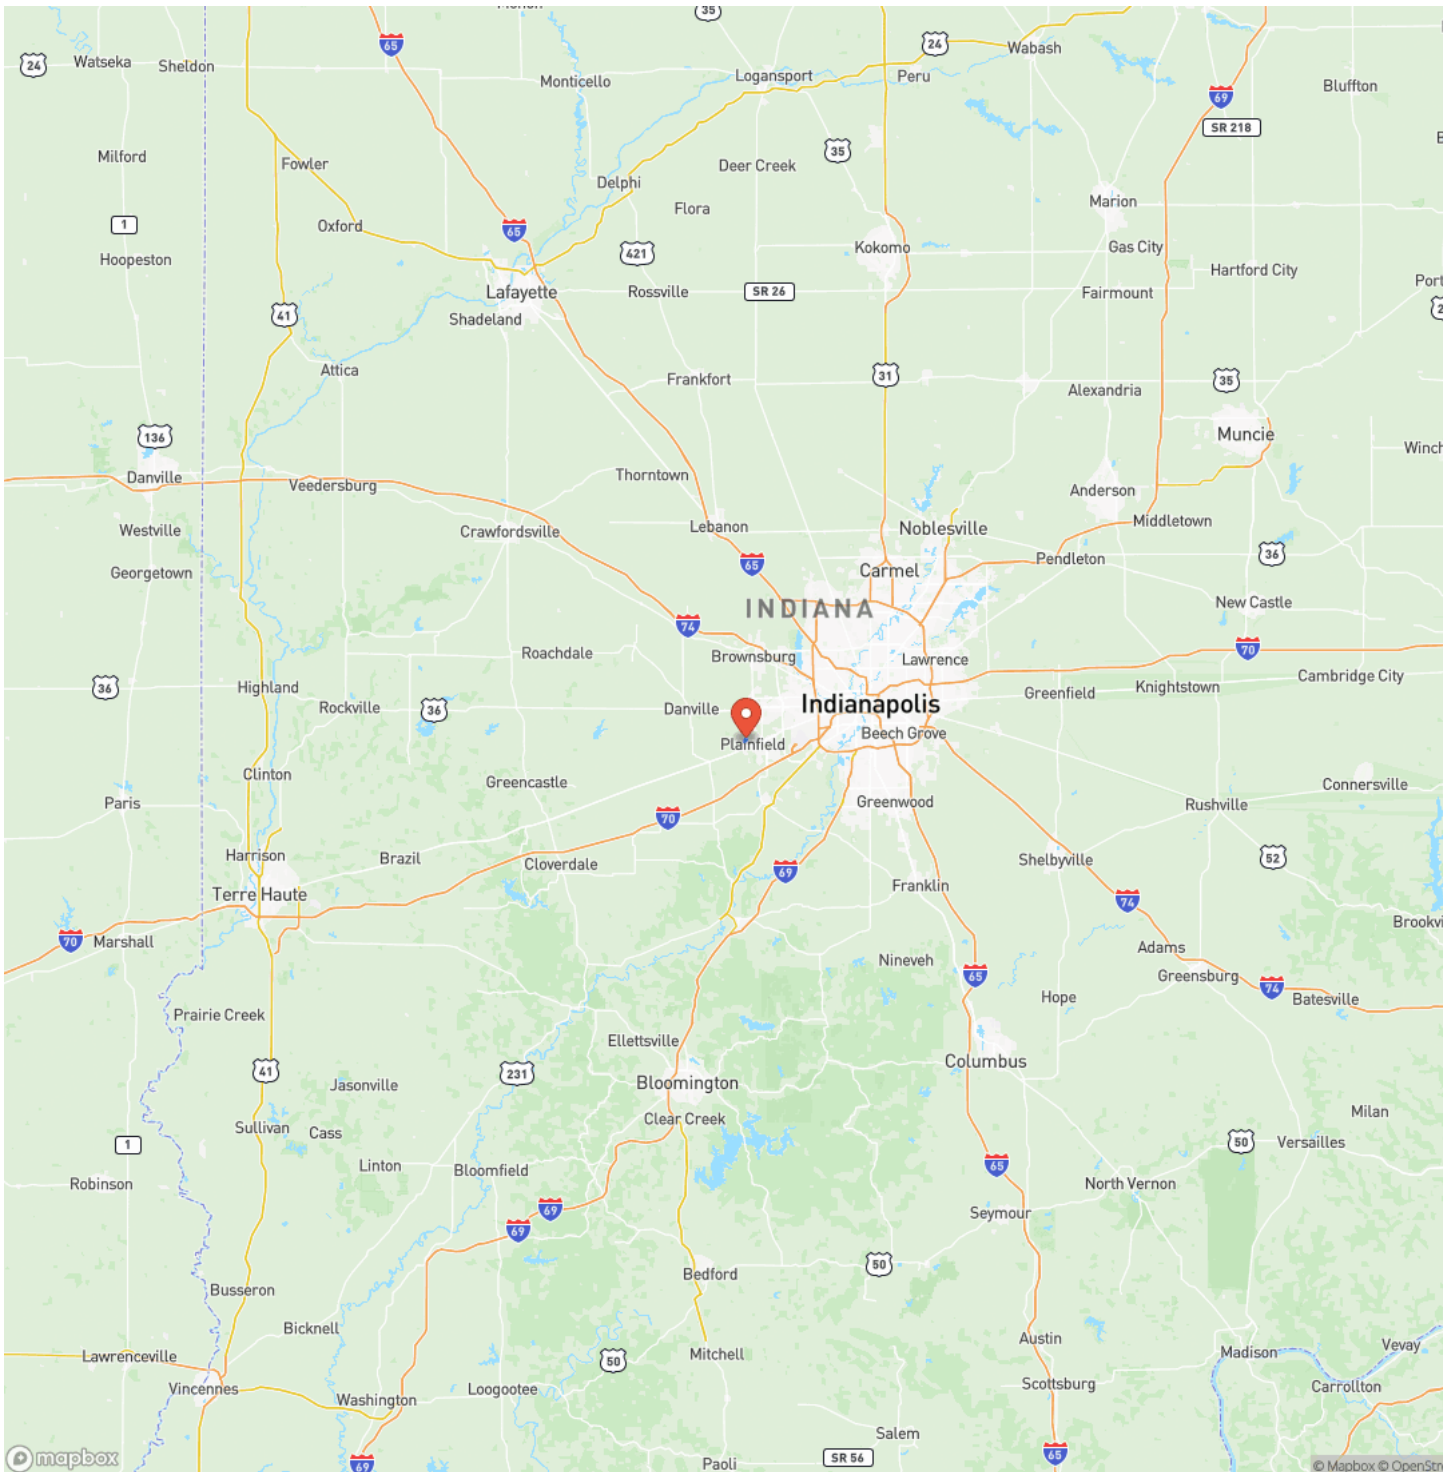 35
65
24
Wabash
24
Watseka
Sheldon
Monticello
Logansport
Peru
Bluffton
69
SR 218
Milford
Fowler
Deer Creek
35
Delphi
Marion
Flora
1
Oxford
65
421
Kokomo
Gas City
Hoopeston
Hartford City
Lafayette
Rossville
SR 26
Fairmount
41
Shadeland
Attica
Frankfort
31
Alexandria
35
136
Muncie
Danville
Veedersburg
Thorntown
Anderson
Westville
Crawfordsville
Lebanon
Noblesville
Middletown
Georgetown
65
Carmel
Pendleton
36
INDIANA
New Castle
74
Roachdale
Brownsburg
Lawrence
70
Highland
36
Rockville
36
Danville
Indianapolis
Greenfield
Knightstown
Cambridge City
Plainfield
Beech Grove
Clinton
Greencastle
Connersville
Paris
70
Greenwood
Rushville
Harrison
Brazil
Cloverdale
69
Shelbyville
52
Terre Haute
Franklin
74
70
Marshall
Nineveh
65
Adams
Greensburg
74
Batesville
Prairie Creek
Hope
Ellettsville
Columbus
41
Jasonville
231
Bloomington
Sullivan
Cass
Clear Creek
Milan
1
50
Versailles
Linton
Bloomfield
65
Robinson
North Vernon
69
69
Seymour
50
Bedford
Busseron
Bicknell
Austin
Lawrenceville
50
Mitchell
Madison
Vevay
Vincennes
Washington
Loogootee
Scottsburg
Carrollton
Salem
mapbox
69
Paoli
SR 56
65
© Mapbox © OpenStr